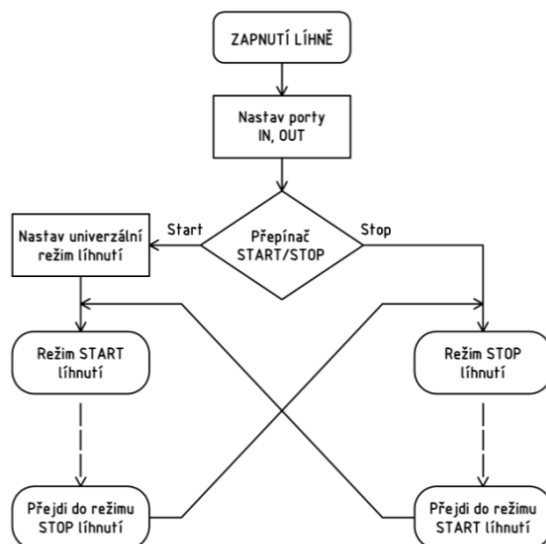 ZAPNUTÍ LÍHNĚ
Nastav porty
IN, OUT
Start
Přepínač
START/STOP
Stop
Nastav univerzální
režim líhnutí
Režim START
líhnutí
Režim STOP
líhnutí
Přejdi do režimu
STOP líhnutí
Přejdi do režimu
START líhnutí